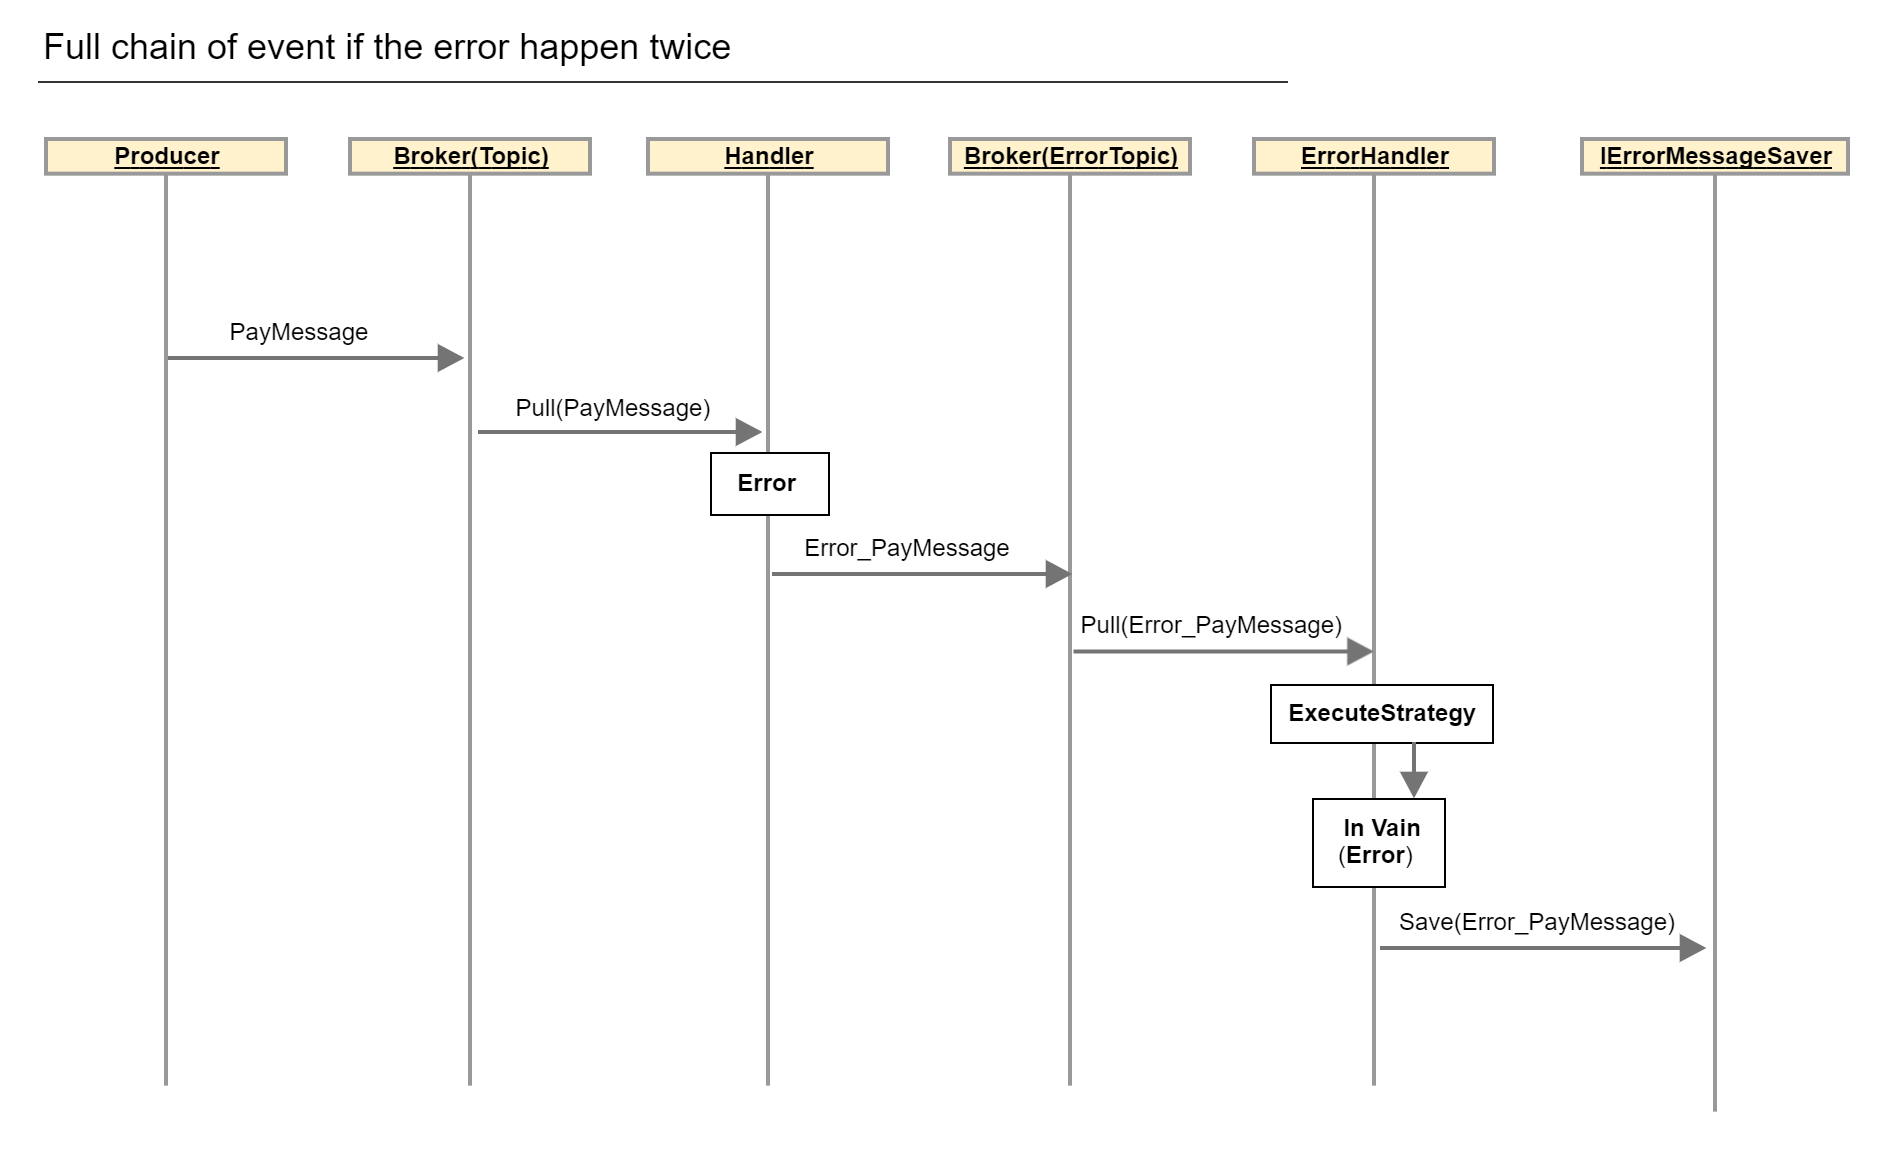 Full chain of event if the error happen twice
Producer
Broker(Topic)
Handler
Broker(ErrorTopic)
ErrorHandler
IErrorMessageSaver
PayMessage
Pull(PayMessage)
Error
Error_PayMessage
Pull(Error_PayMessage)
ExecuteStrategy
In Vain
(Error)
Save(Error_PayMessage)